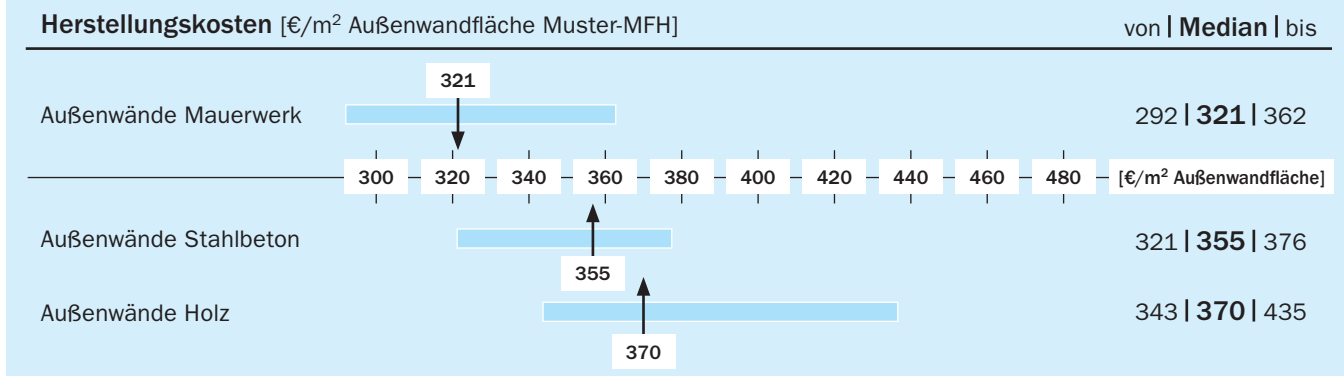 Herstellungskosten [€/m² Außenwandfläche Muster-MFH] von | Median | bis
321
Außenwände Mauerwerk 292 | 321 | 362
300 320 340 360 380 400 420 440 460 480 [€/m² Außenwandfläche]
Außenwände Stahlbeton 321 | 355 | 376
355
Außenwände Holz 343 | 370 | 435
370